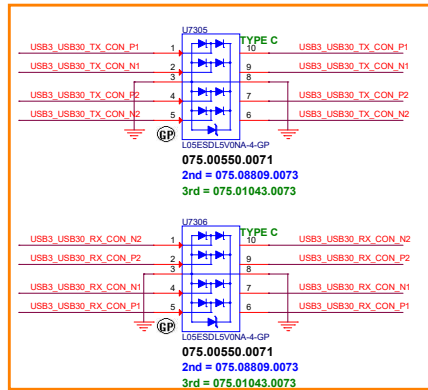 U7305
TYPE C
USB3_USB30_TX_CON_P1 1 10 USB3_USB30_TX_CON_P1
USB3_USB30_TX_CON_N1 2 9 USB3_USB30_TX_CON_N1
3 8
USB3_USB30_TX_CON_P2 4 7 USB3_USB30_TX_CON_P2
USB3_USB30_TX_CON_N2 5 6 USB3_USB30_TX_CON_N2
GP
L05ESDL5V0NA-4-GP
075.00550.0071
2nd = 075.08809.0073
3rd = 075.01043.0073
U7306
TYPE C
USB3_USB30_RX_CON_N2 1 10 USB3_USB30_RX_CON_N2
USB3_USB30_RX_CON_P2 2 9 USB3_USB30_RX_CON_P2
3 8
USB3_USB30_RX_CON_N1 4 7 USB3_USB30_RX_CON_N1
USB3_USB30_RX_CON_P1 5 6 USB3_USB30_RX_CON_P1
GP
L05ESDL5V0NA-4-GP
075.00550.0071
2nd = 075.08809.0073
3rd = 075.01043.0073